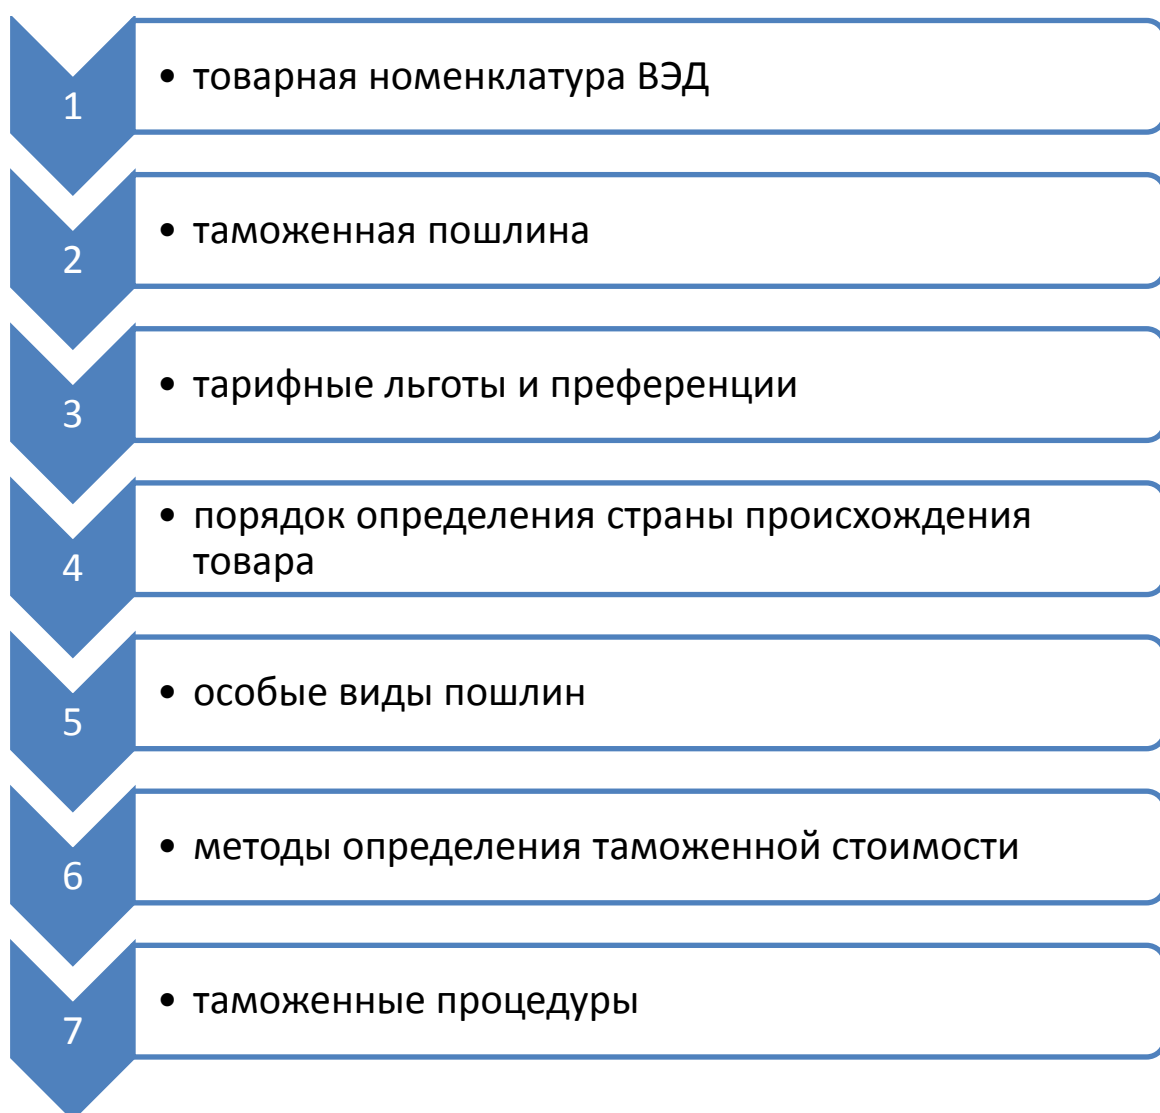 1
• товарная номенклатура ВЭД
2
• таможенная пошлина
3
• тарифные льготы и преференции
4
• порядок определения страны происхождения
товара
5
• особые виды пошлин
6
• методы определения таможенной стоимости
7
• таможенные процедуры